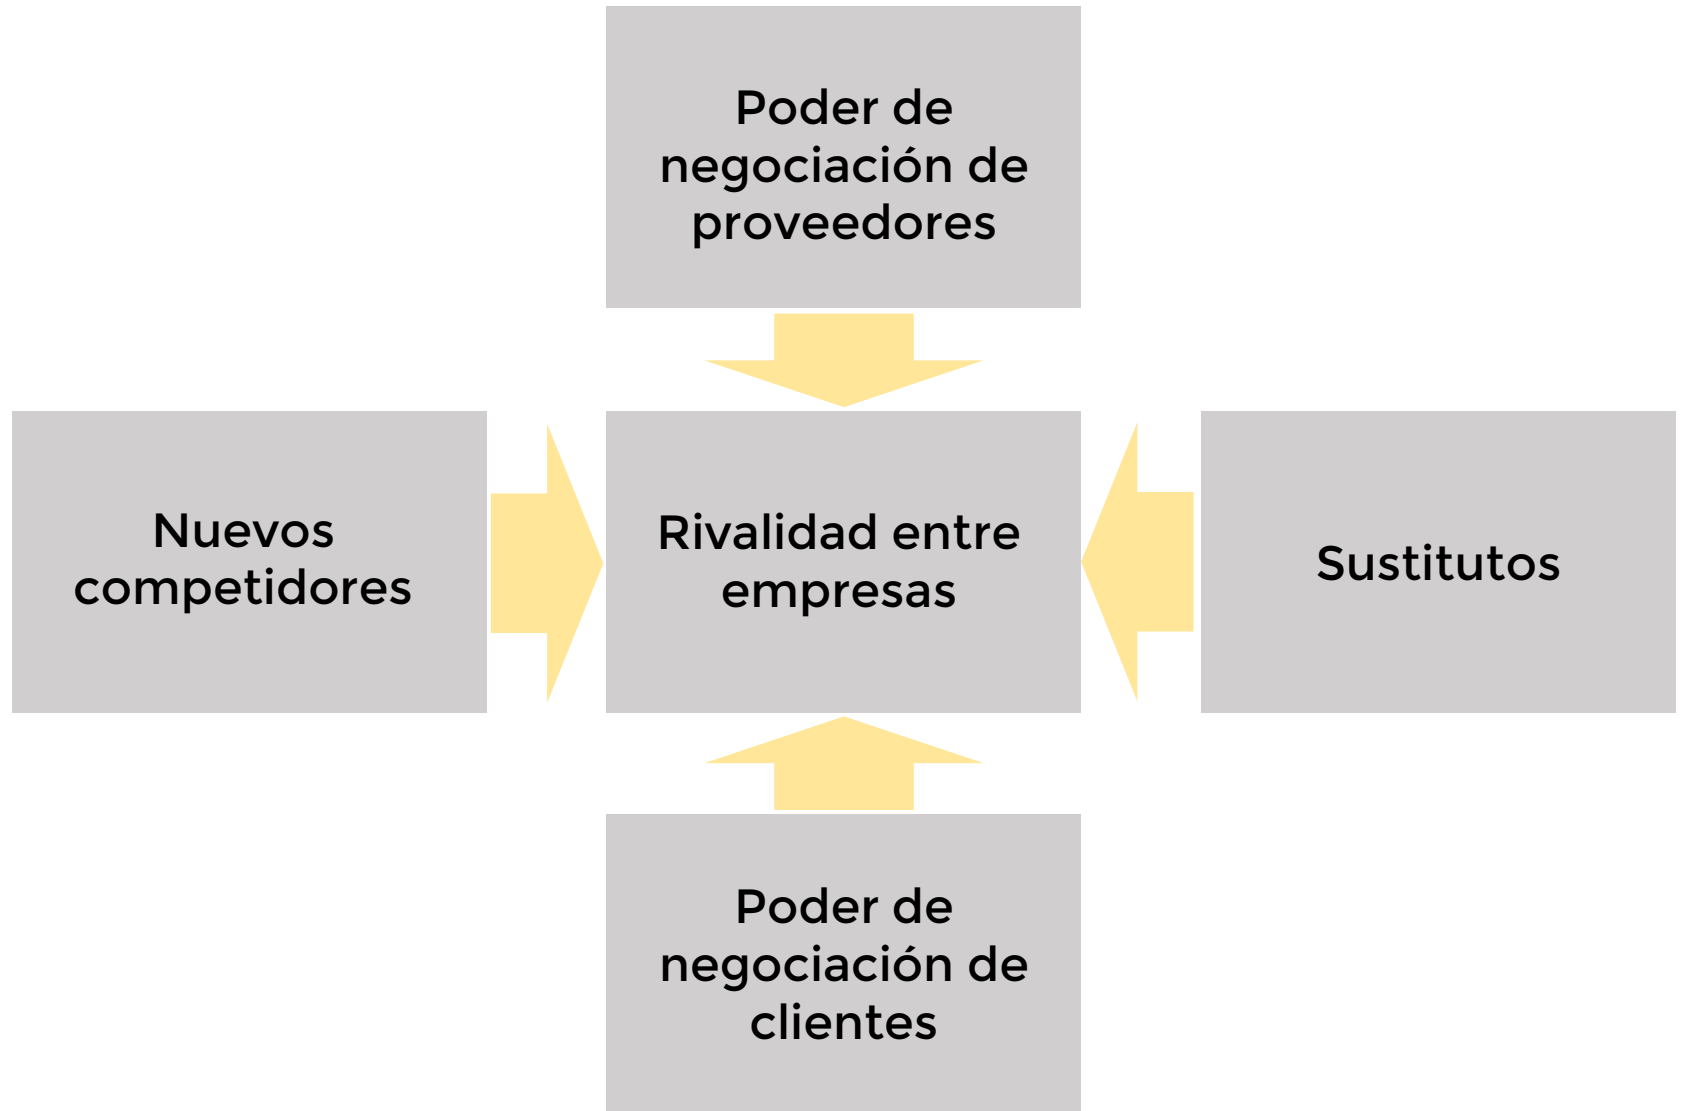 Poder de
negociación de
proveedores
Nuevos
competidores
Rivalidad entre
empresas
Sustitutos
Poder de
negociación de
clientes